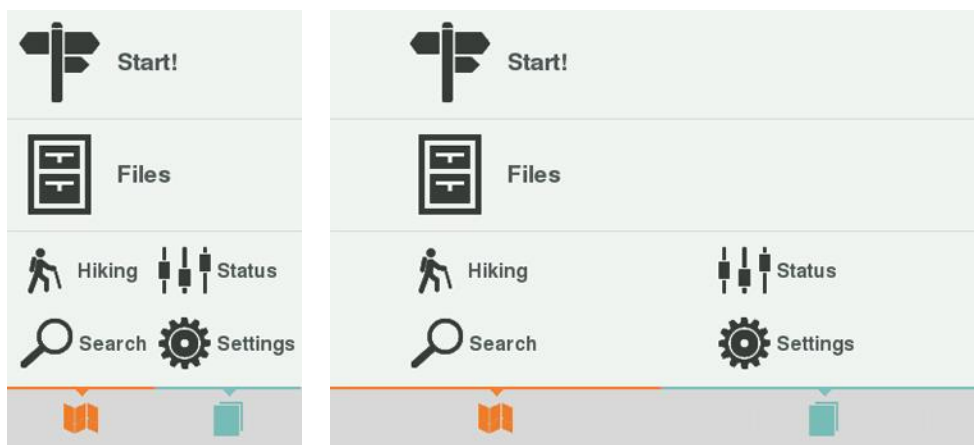 Start!
Files
Hiking
Status
Search
Settings
Start!
Files
Hiking
Status
Search
Settings